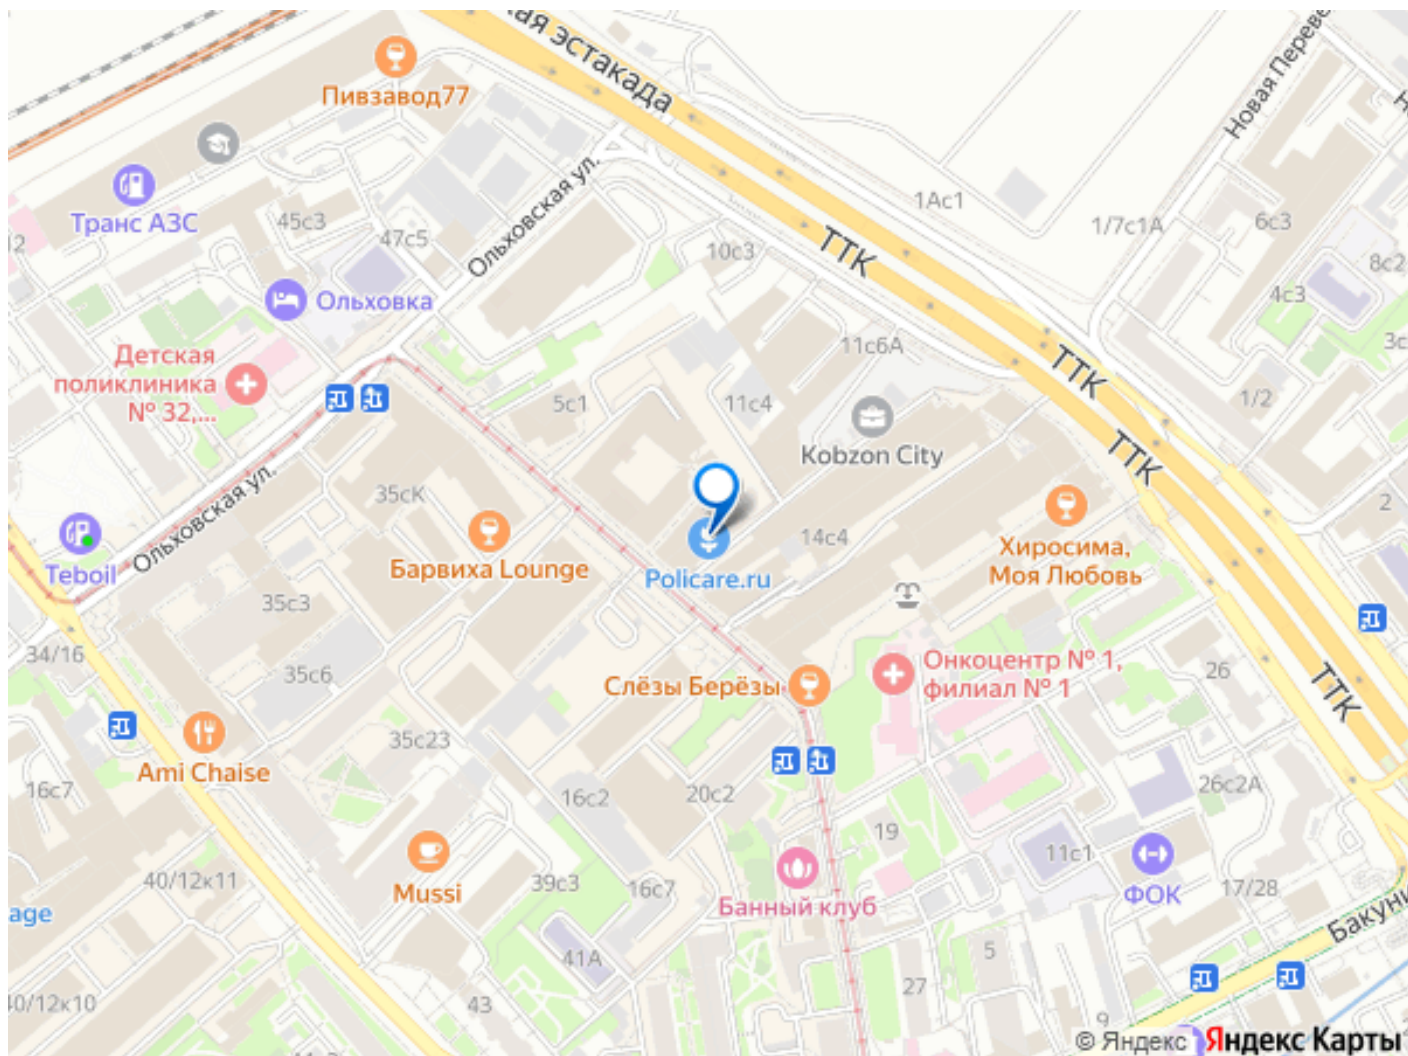 ая эстакада
Новая Переве
Пивзавод77
Транс АЗС
45с3
47с5
Ольховская ул.
10с3
ТТК
1Ас1
1/7с1А
6с3
8с2
4с3
3с
12
Ольховка
Детская
поликлиника
№ 32,...
5с1
11с4
11с6А
ТТК
1/2
Kobzon City
ТТК
35сК
2
Ольховская ул.
Teboil
Барвиха Lounge
14с4
Policare.ru
Хиросима,
Моя Любовь
35с3
34/16
35с6
Слёзы Берёзы
Онкоцентр № 1,
филиал № 1
26
ТТК
35с23
Ami Chaise
16с7
16с2
20с2
26с2А
19
11с1
Mussi
40/12к11
39с3
16с7
Банный клуб
ФОК
17/28
age
Бакуни
41А
5
27
40/12к10
43
9
© Яндекс Яндекс Карты